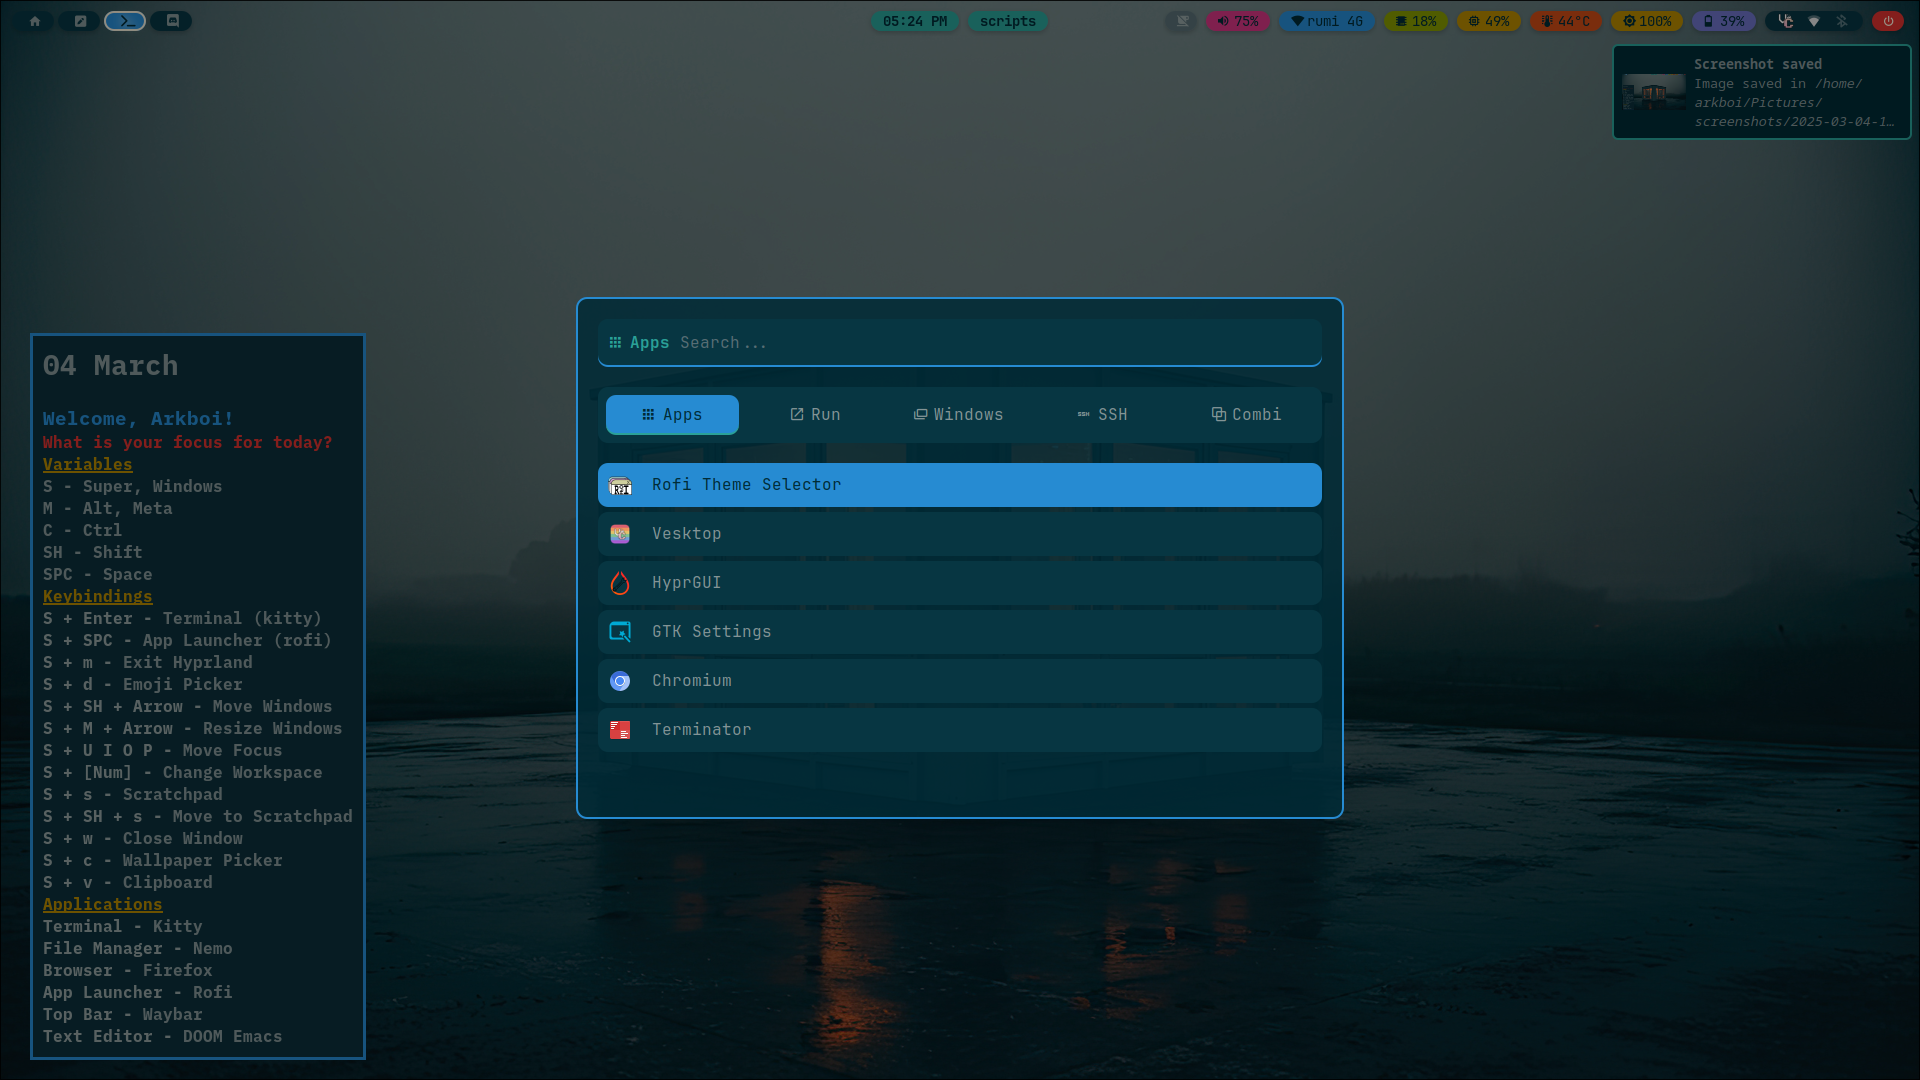 05:24 PM
scripts
75%
rumi 4G
18%
49%
44°C
100%
39%
Screenshot saved
Image saved in /home/
arkboi/Pictures/
screenshots/2025-03-04-1…
04 March
Welcome, Arkboi!
What is your focus for today?
Variables
S - Super, Windows
M - Alt, Meta
C - Ctrl
SH - Shift
SPC - Space
Keybindings
S + Enter - Terminal (kitty)
S + SPC - App Launcher (rofi)
S + m - Exit Hyprland
S + d - Emoji Picker
S + SH + Arrow - Move Windows
S + M + Arrow - Resize Windows
S + U I O P - Move Focus
S + [Num] - Change Workspace
S + s - Scratchpad
S + SH + s - Move to Scratchpad
S + w - Close Window
S + c - Wallpaper Picker
S + v - Clipboard
Applications
Terminal - Kitty
File Manager - Nemo
Browser - Firefox
App Launcher - Rofi
Top Bar - Waybar
Text Editor - DOOM Emacs
Apps Search...
Apps
Run
Windows
SSH SSH
Combi
ROFI Rofi Theme Selector
Vesktop
HyprGUI
GTK Settings
Chromium
Terminator